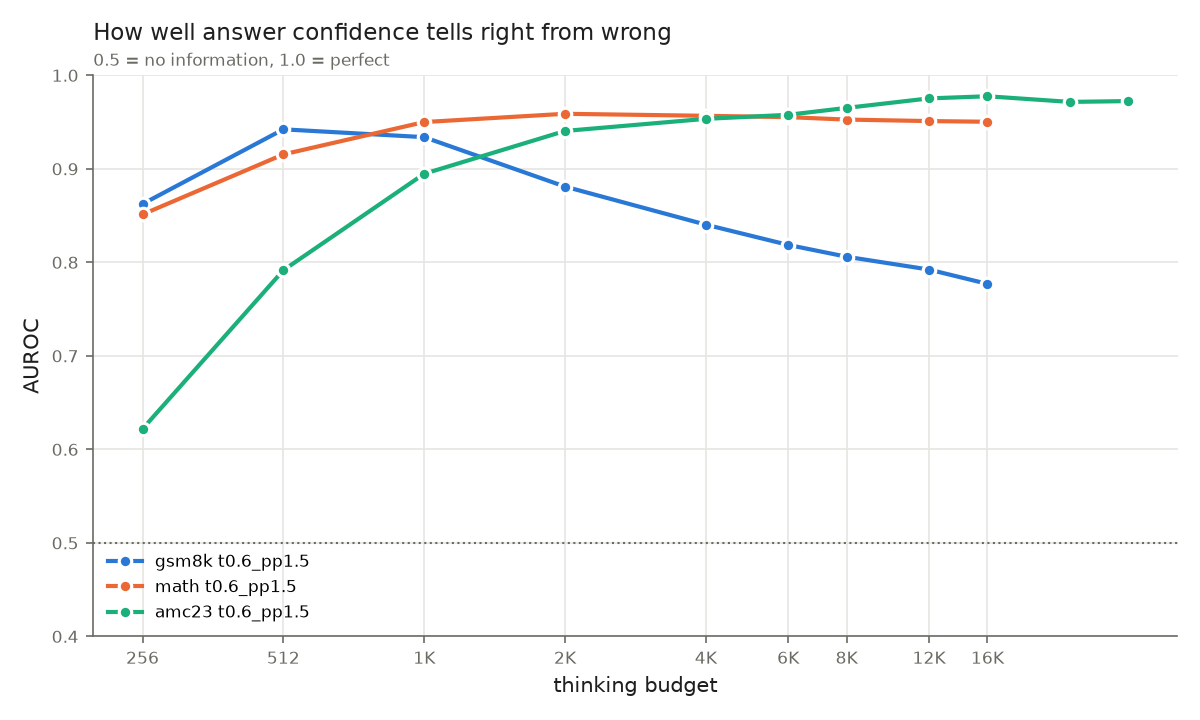 How well answer confidence tells right from wrong
0.5 = no information, 1.0 = perfect
1.0
0.9
0.8
0.7
0.6
0.5
0.4
AUROC
gsm8k t0.6_pp1.5
math t0.6_pp1.5
amc23 t0.6_pp1.5
256 512 1K 2K 4K 6K 8K 12K 16K
thinking budget